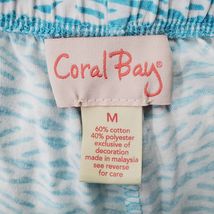 Coral Bay®
M
60% cotton
40% polyester
exclusive of
decoration
made in malaysia
see reverse
for care